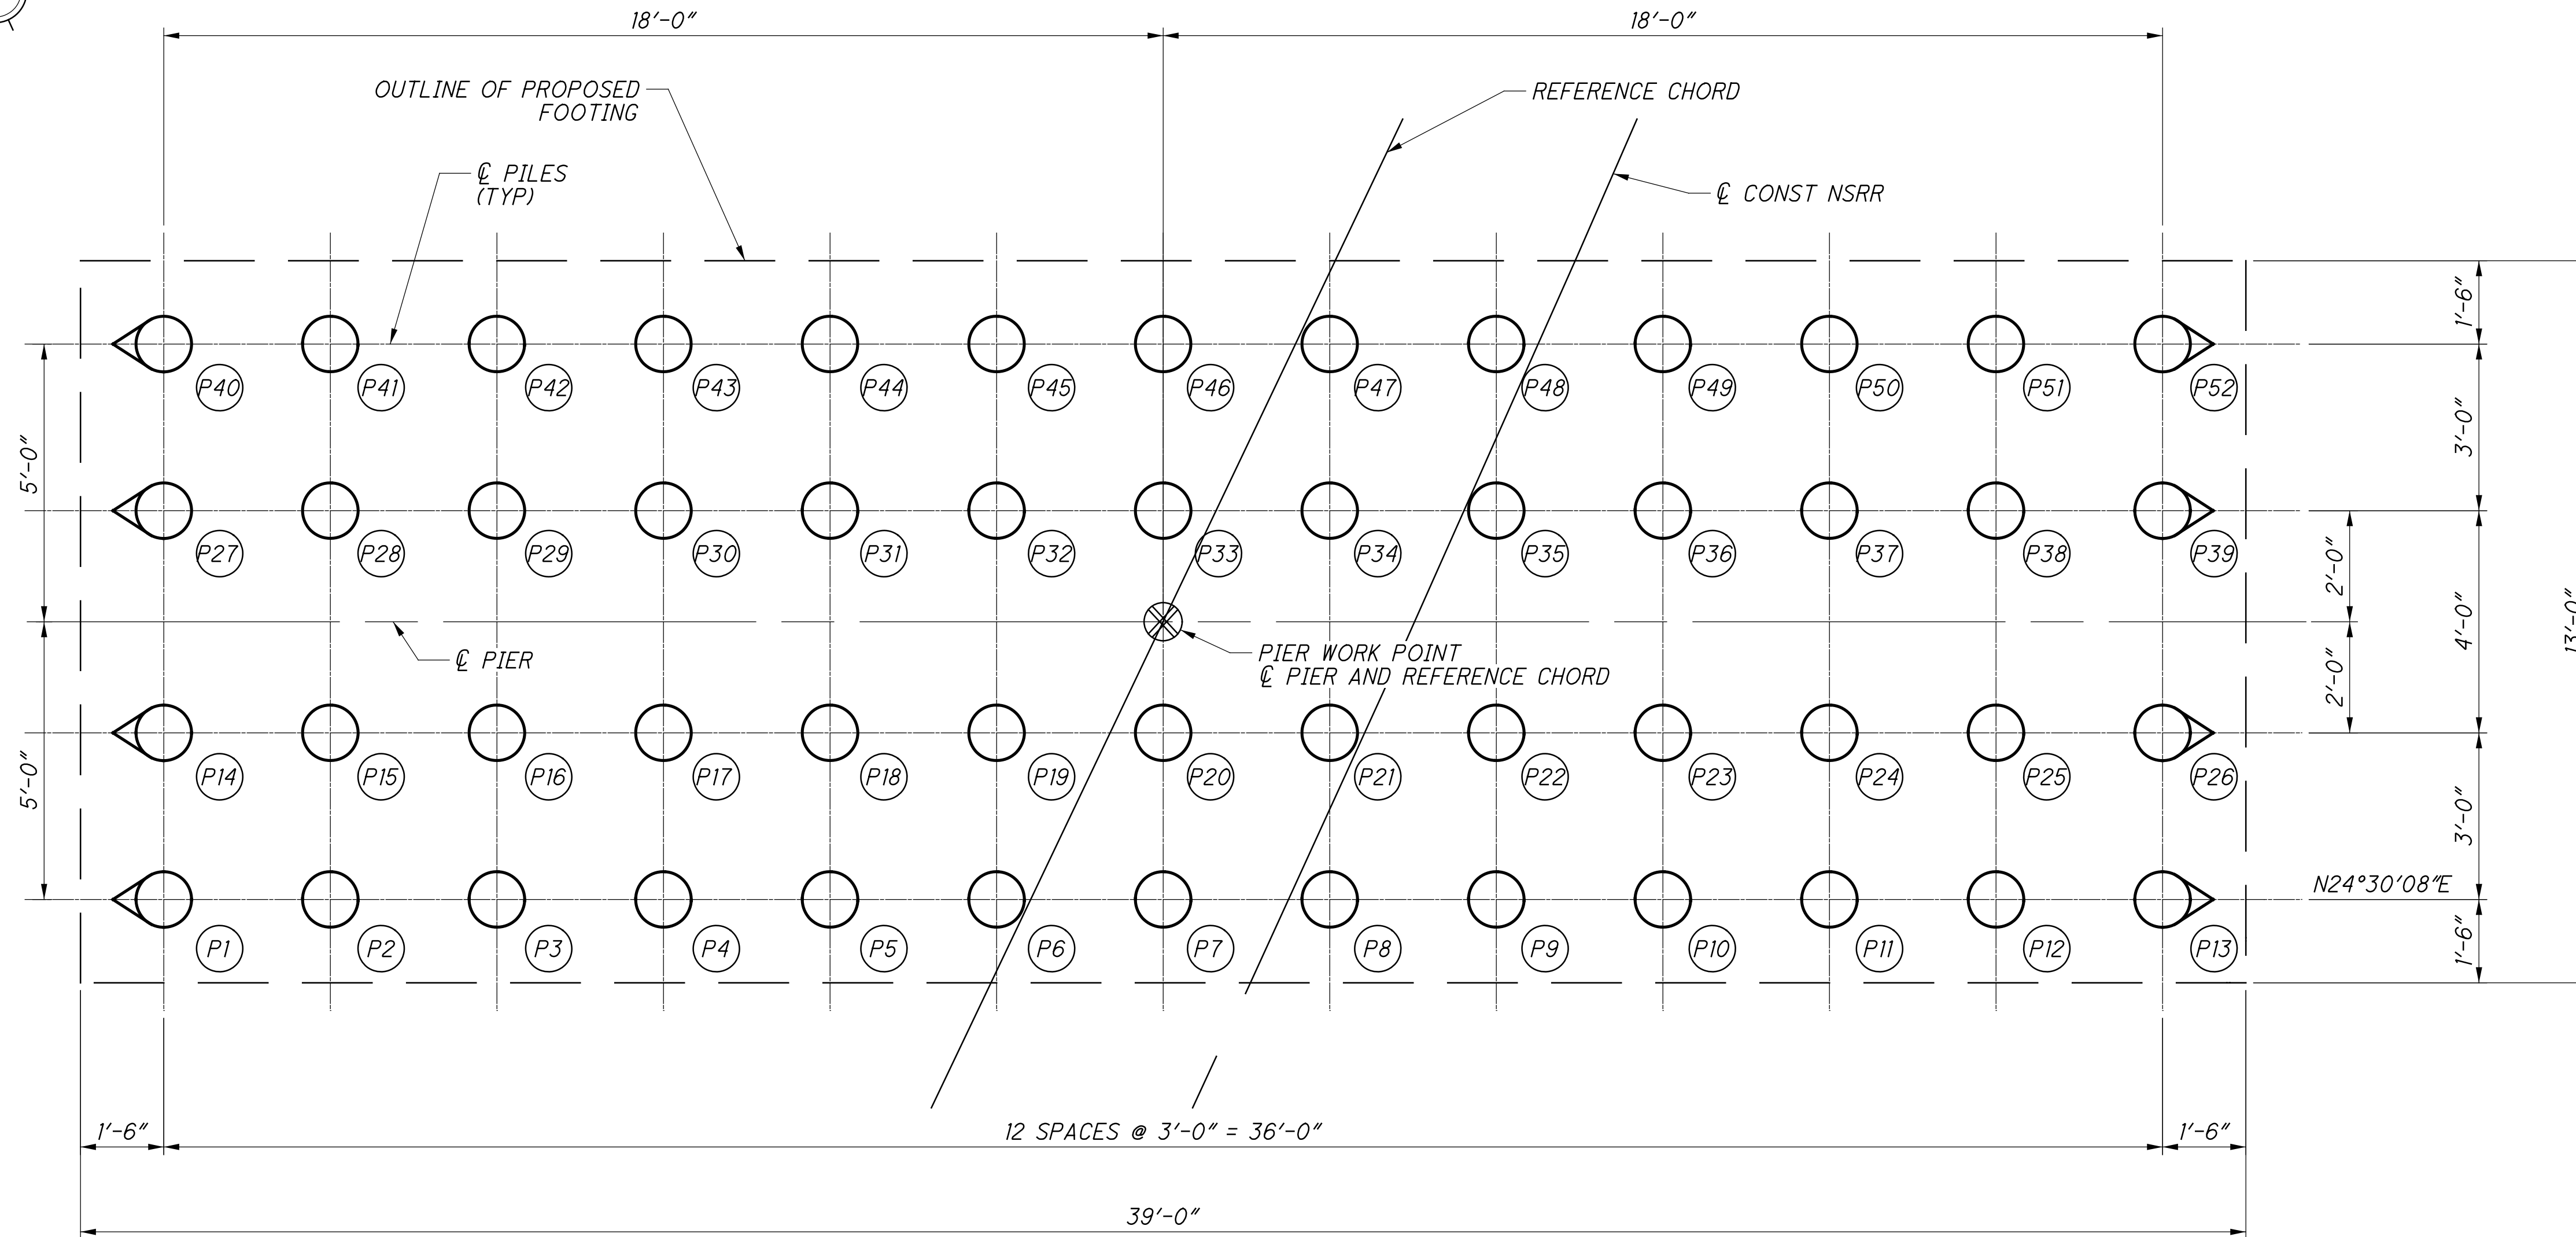 18'-0"
18'-0"
OUTLINE OF PROPOSED
FOOTING
REFERENCE CHORD
℄ PILES
(TYP)
℄ CONST NSRR
1'-6"
P40 P41 P42 P43 P44 P45 P46 P47 P48 P49 P50 P51 P52
3'-0"
5'-0"
P27 P28 P29 P30 P31 P32 P33 P34 P35 P36 P37 P38 P39
2'-0"
4'-0"
13'-0"
℄ PIER
PIER WORK POINT
℄ PIER AND REFERENCE CHORD
2'-0"
5'-0"
P14 P15 P16 P17 P18 P19 P20 P21 P22 P23 P24 P25 P26
3'-0"
N24°30'08"E
P1 P2 P3 P4 P5 P6 P7 P8 P9 P10 P11 P12 P13
1'-6"
1'-6"
12 SPACES @ 3'-0" = 36'-0"
1'-6"
39'-0"